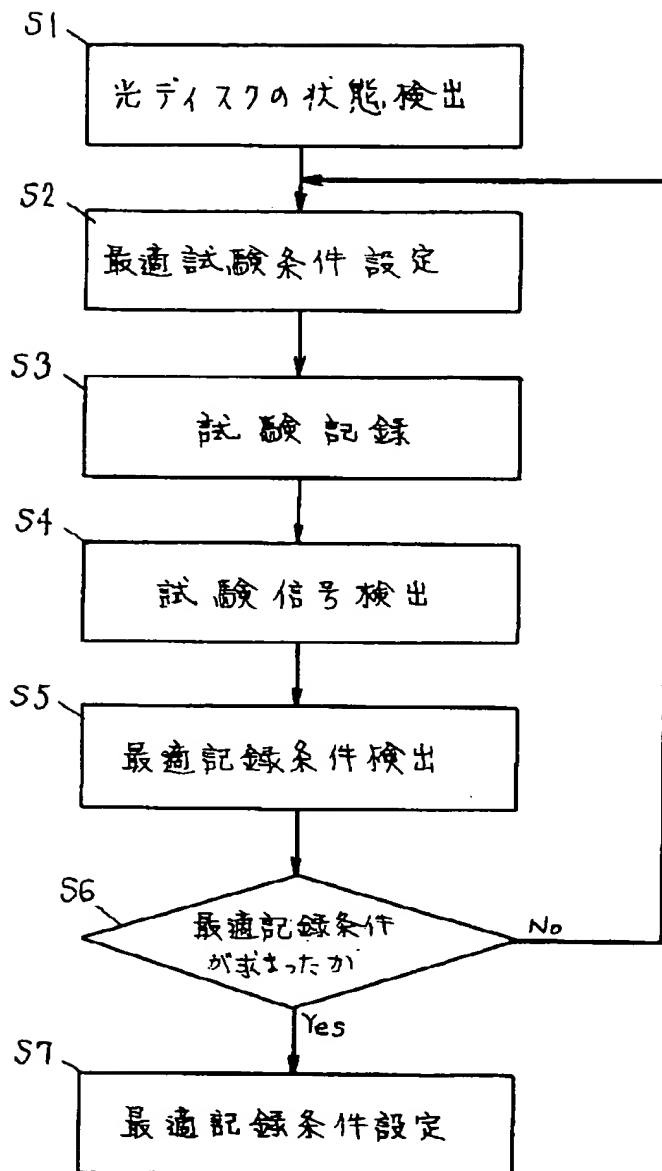 S1
光ディスクの状態検出
S2
最適試験条件設定
S3
試験記録
S4
試験信号検出
S5
最適記録条件検出
S6
最適記録条件
が求まったか
No
Yes
S7
最適記録条件設定